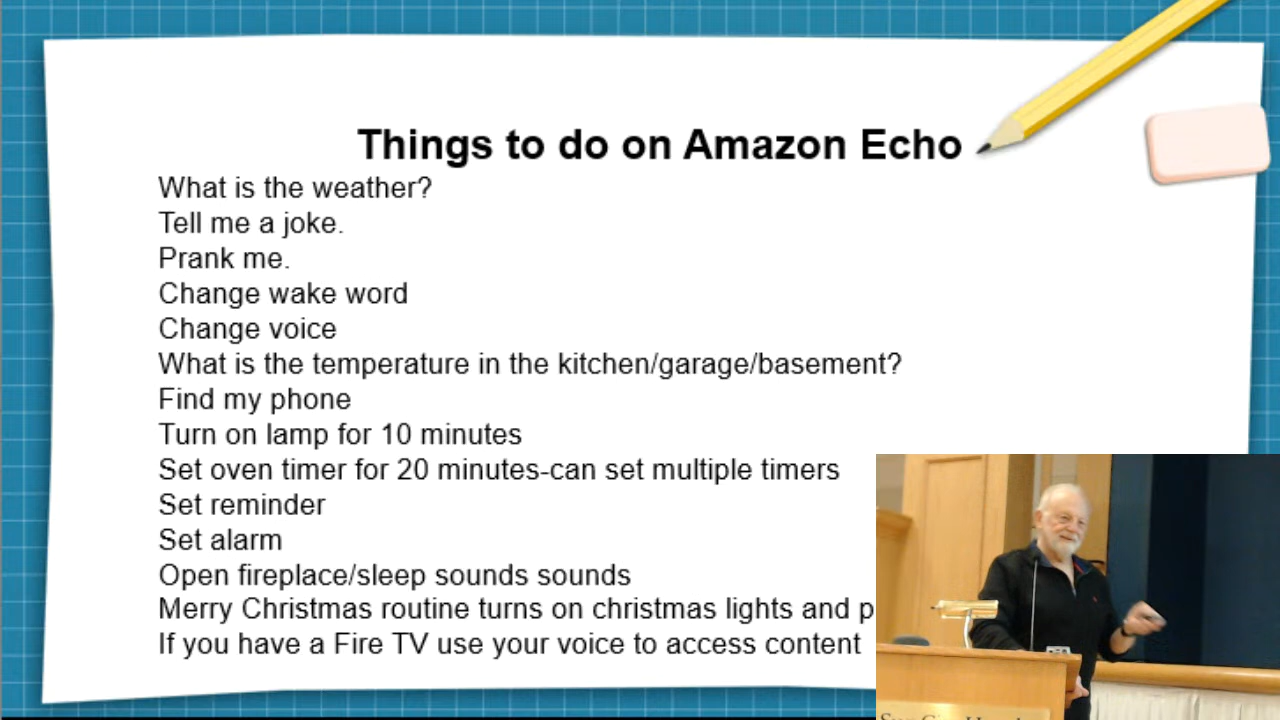 Things to do on Amazon Echo
What is the weather?
Tell me a joke.
Prank me.
Change wake word
Change voice
What is the temperature in the kitchen/garage/basement?
Find my phone
Turn on lamp for 10 minutes
Set oven timer for 20 minutes-can set multiple timers
Set reminder
Set alarm
Open fireplace/sleep sounds sounds
Merry Christmas routine turns on christmas lights and p
If you have a Fire TV use your voice to access content
Sun City